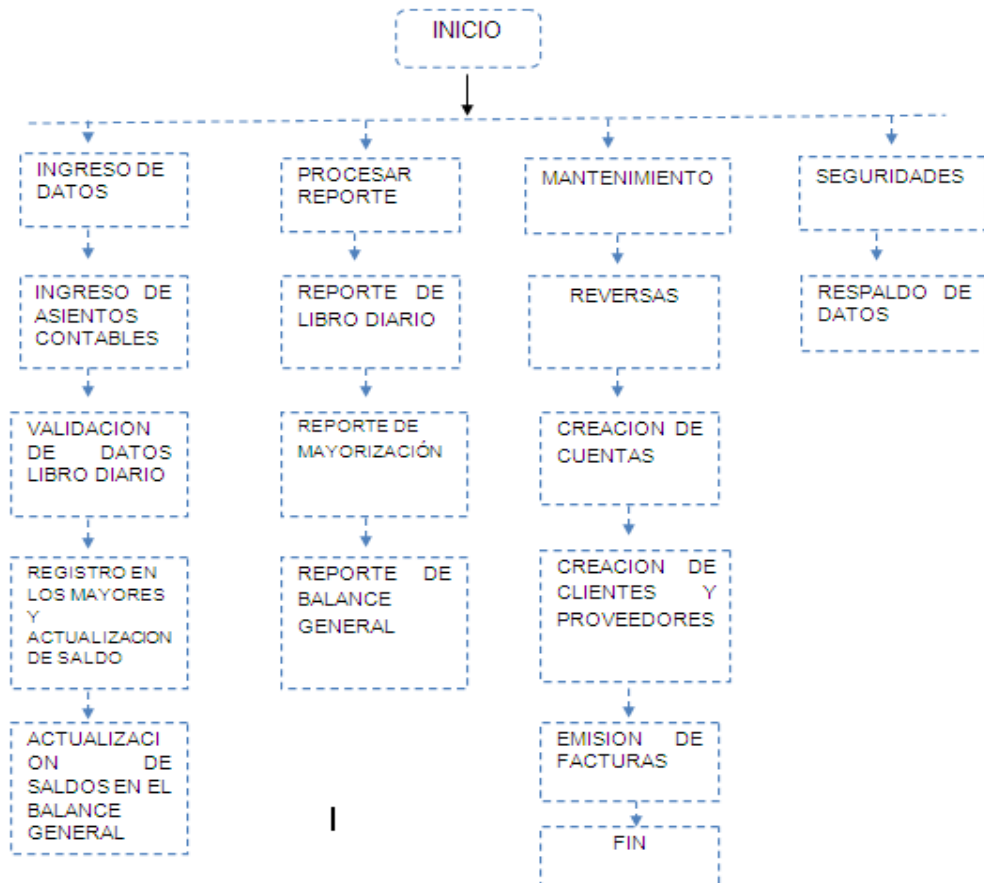 INICIO
INGRESO DE
DATOS
INGRESO DE
ASIENTOS
CONTABLES
VALIDACION
DE DATOS
LIBRO DIARIO
REGISTRO EN
LOS MAYORES
Y
ACTUALIZACION
DE SALDO
ACTUALIZACI
ON DE
SALDOS EN EL
BALANCE
GENERAL
PROCESAR
REPORTE
REPORTE DE
LIBRO DIARIO
REPORTE DE
MAYORIZACIÓN
REPORTE DE
BALANCE
GENERAL
MANTENIMIENTO
REVERSAS
CREACION DE
CUENTAS
CREACION DE
CLIENTES Y
PROVEEDORES
EMISION DE
FACTURAS
FIN
SEGURIDADES
RESPALDO DE
DATOS